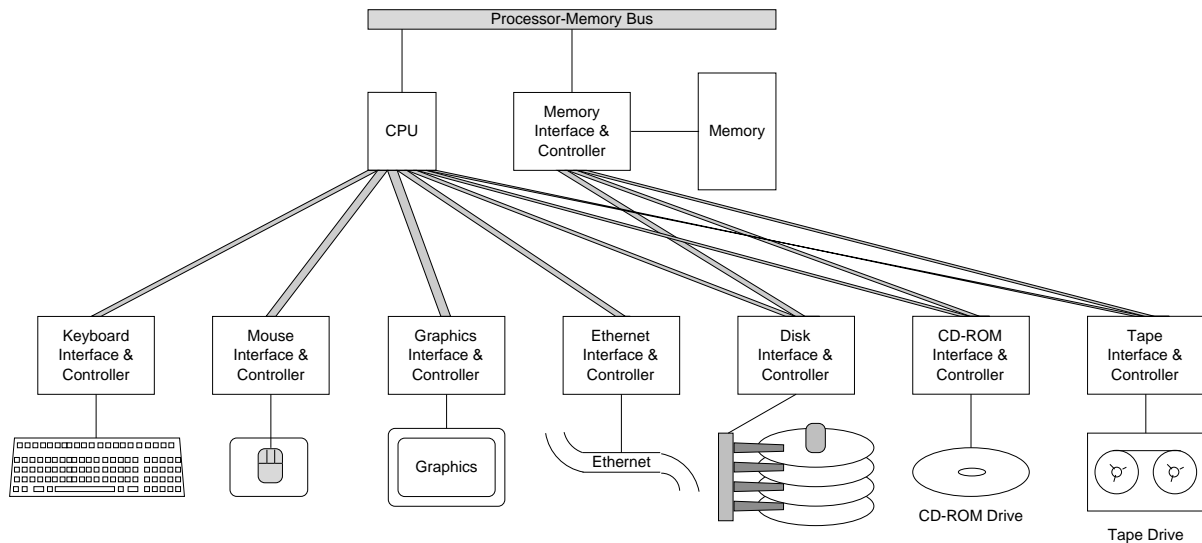 Processor-Memory Bus
CPU
Memory
Interface &
Controller
Memory
Keyboard
Interface &
Controller
Mouse
Interface &
Controller
Graphics
Interface &
Controller
Ethernet
Interface &
Controller
Disk
Interface &
Controller
CD-ROM
Interface &
Controller
Tape
Interface &
Controller
Graphics
Ethernet
CD-ROM Drive
Tape Drive